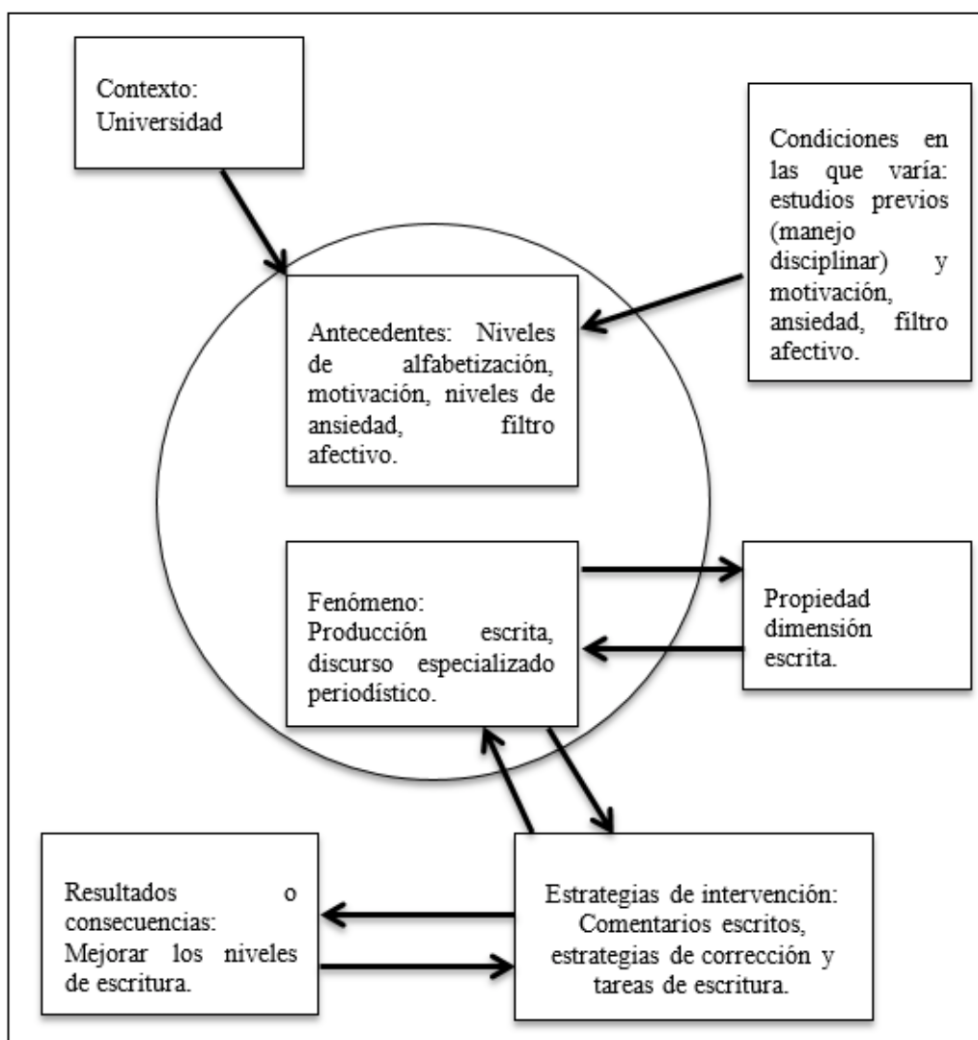 Contexto:
Universidad
Condiciones en
las que varía:
estudios previos
(manejo
disciplinar) y
motivación,
ansiedad, filtro
afectivo.
Antecedentes: Niveles
de alfabetización,
motivación, niveles de
ansiedad, filtro
afectivo.
Fenómeno:
Producción escrita,
discurso especializado
periodístico.
Propiedad
dimensión
escrita.
Resultados o
consecuencias:
Mejorar los niveles
de escritura.
Estrategias de intervención:
Comentarios escritos,
estrategias de corrección y
tareas de escritura.